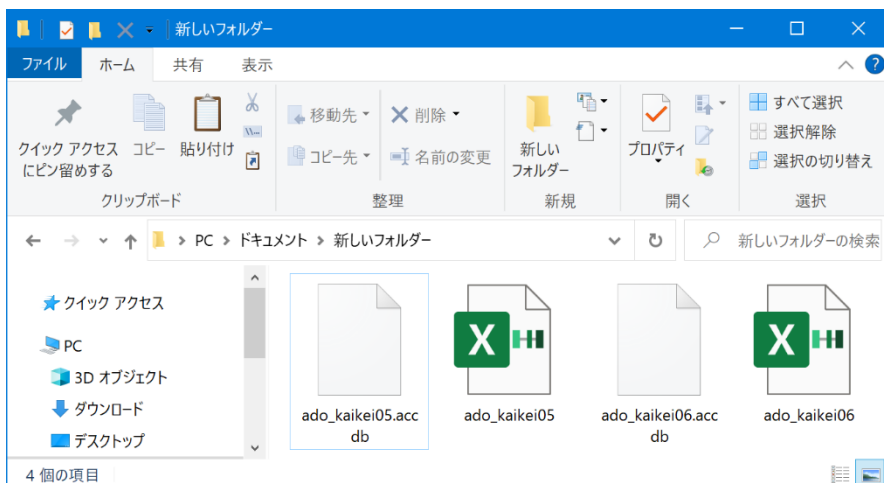 新しいフォルダー
ファイル ホーム 共有 表示
クイック アクセス
にピン留めする
コピー
貼り付け
クリップボード
移動先
コピー先
削除
名前の変更
整理
新しい
フォルダー
新規
プロパティ
開く
すべて選択
選択解除
選択の切り替え
選択
PC > ドキュメント > 新しいフォルダー
新しいフォルダーの検索
クイック アクセス
PC
3D オブジェクト
ダウンロード
デスクトップ
ado_kaikei05.acc
db
ado_kaikei05
ado_kaikei06.acc
db
ado_kaikei06
4 個の項目